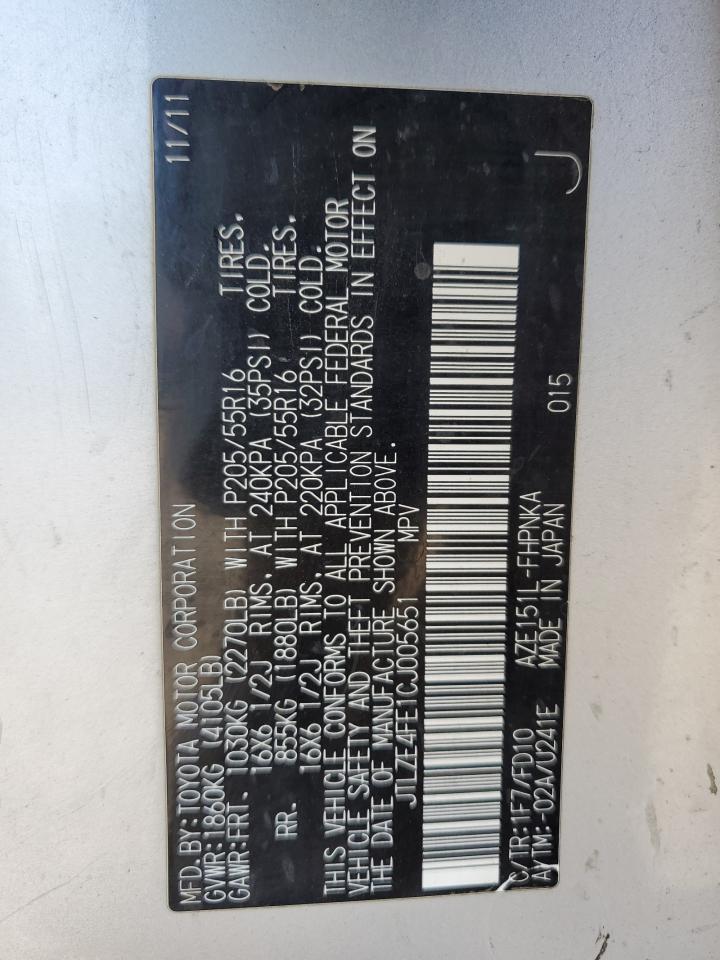 MFD.BY:TOYOTA MOTOR CORPORATION 11/11
GVWR:1860KG (4105LB)
GAWR:FRT. 1030KG (2270LB) WITH P205/55R16 TIRES,
16X6 1/2J RIMS, AT 240KPA (35PSI) COLD.
RR. 855KG (1880LB) WITH P205/55R16 TIRES,
16X6 1/2J RIMS, AT 220KPA (32PSI) COLD.
THIS VEHICLE CONFORMS TO ALL APPLICABLE FEDERAL MOTOR
VEHICLE SAFETY AND THEFT PREVENTION STANDARDS IN EFFECT ON
THE DATE OF MANUFACTURE SHOWN ABOVE.
JTLZE4FE1CJ005651 MPV
C/TR:1F7/FD10 AZE151L-FHPNKA 015 J
A/TM:-02A/U241E MADE IN JAPAN